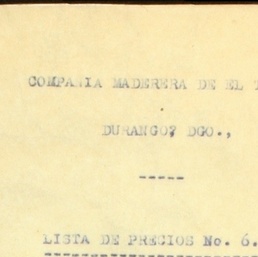 COMPAÑIA MADERERA DE EL T
DURANGO, DGO.,
-----
LISTA DE PRECIOS No. 6.